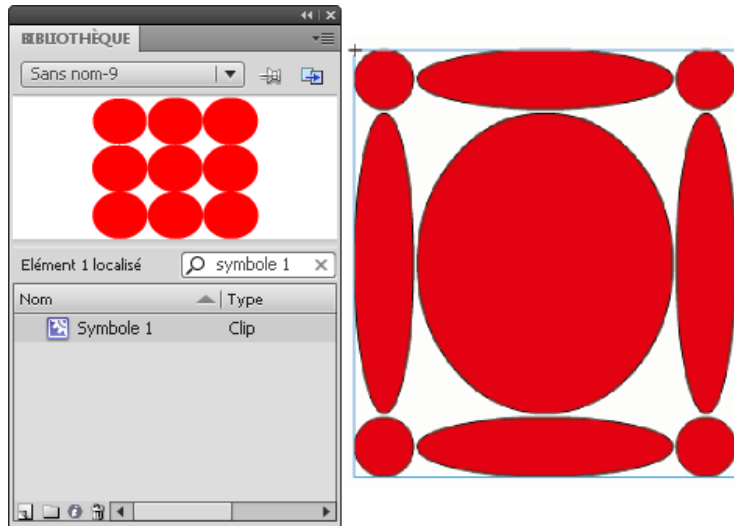 BIBLIOTHÈQUE
Sans nom-9
Elément 1 localisé
symbole 1
Nom
Type
Symbole 1
Clip